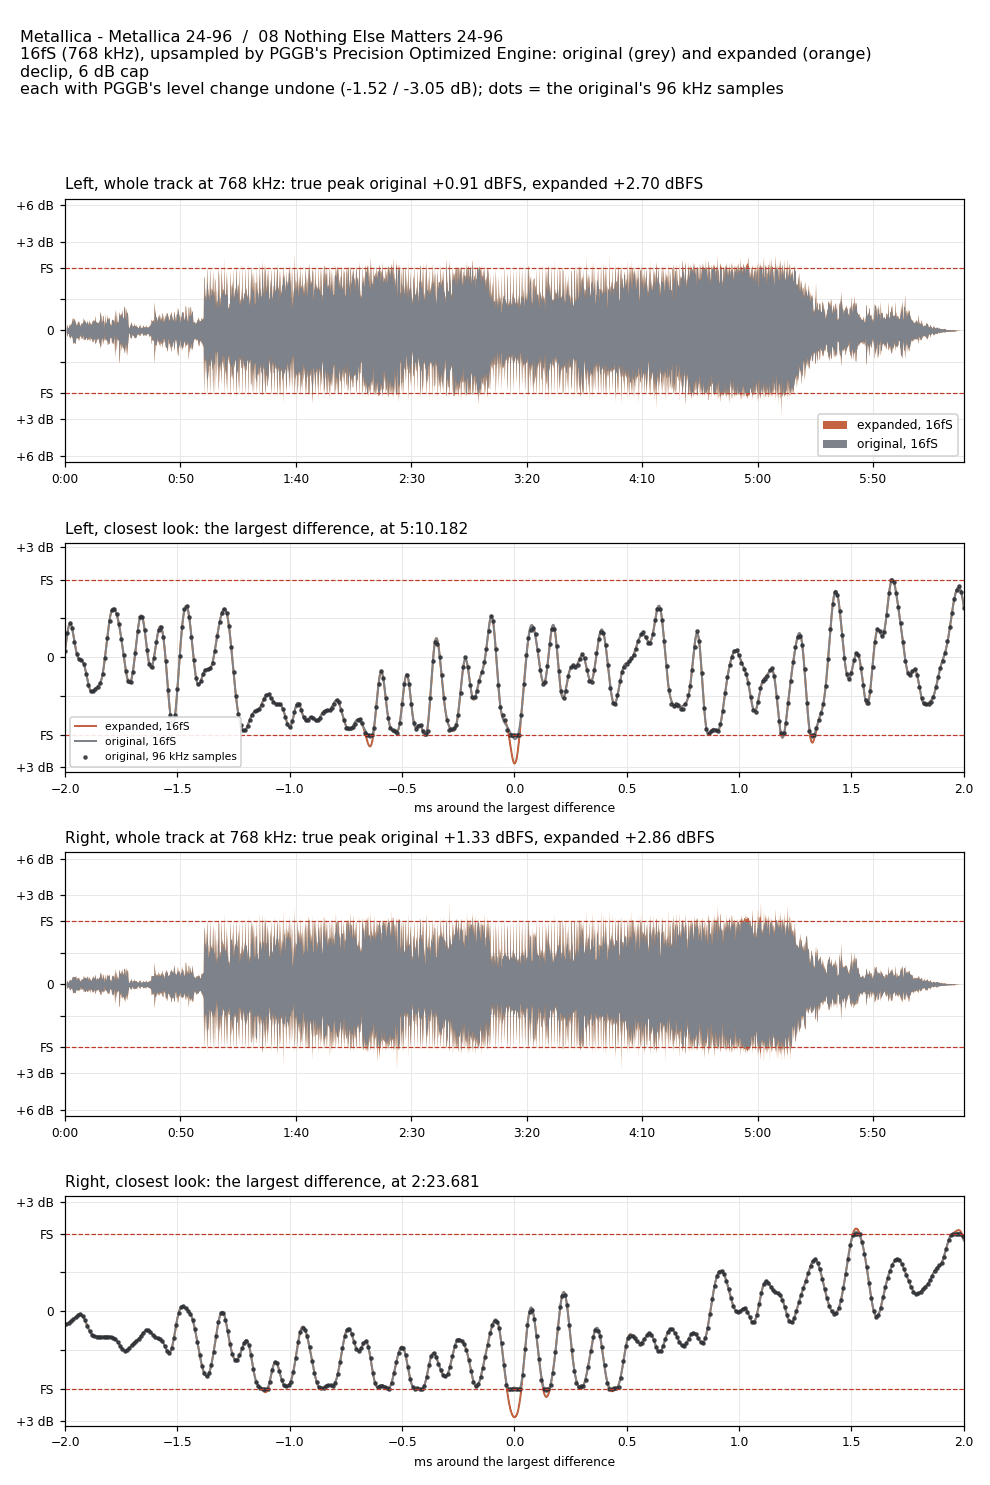 Metallica - Metallica 24-96  /  08 Nothing Else Matters 24-96
16fS (768 kHz), upsampled by PGGB's Precision Optimized Engine: original (grey) and expanded (orange)
declip, 6 dB cap
each with PGGB's level change undone (-1.52 / -3.05 dB); dots = the original's 96 kHz samples
Left, whole track at 768 kHz: true peak original +0.91 dBFS, expanded +2.70 dBFS
+6 dB
+3 dB
FS
0
FS
+3 dB
+6 dB
expanded, 16fS
original, 16fS
0:00 0:50 1:40 2:30 3:20 4:10 5:00 5:50
Left, closest look: the largest difference, at 5:10.182
+3 dB
FS
0
FS
+3 dB
expanded, 16fS
original, 16fS
original, 96 kHz samples
−2.0 −1.5 −1.0 −0.5 0.0 0.5 1.0 1.5 2.0
ms around the largest difference
Right, whole track at 768 kHz: true peak original +1.33 dBFS, expanded +2.86 dBFS
+6 dB
+3 dB
FS
0
FS
+3 dB
+6 dB
0:00 0:50 1:40 2:30 3:20 4:10 5:00 5:50
Right, closest look: the largest difference, at 2:23.681
+3 dB
FS
0
FS
+3 dB
−2.0 −1.5 −1.0 −0.5 0.0 0.5 1.0 1.5 2.0
ms around the largest difference